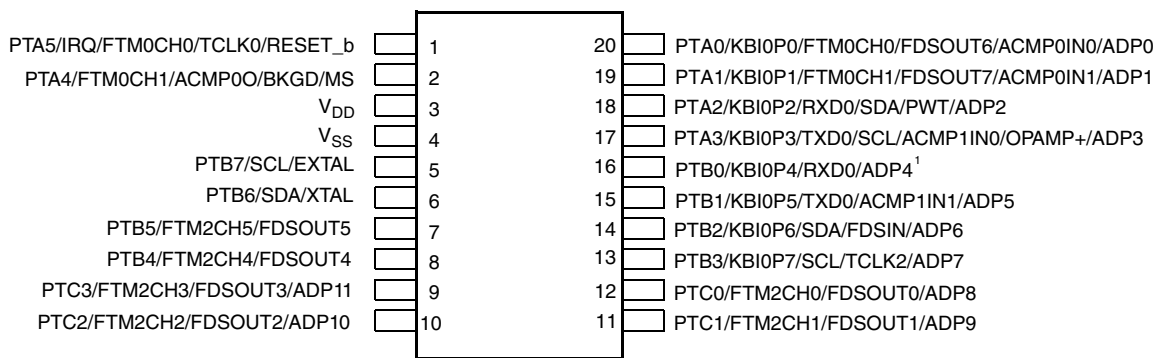 PTA5/IRQ/FTM0CH0/TCLK0/RESET_b 1 20 PTA0/KBI0P0/FTM0CH0/FDSOUT6/ACMP0IN0/ADP0
PTA4/FTM0CH1/ACMP0O/BKGD/MS 2 19 PTA1/KBI0P1/FTM0CH1/FDSOUT7/ACMP0IN1/ADP1
VDD 3 18 PTA2/KBI0P2/RXD0/SDA/PWT/ADP2
VSS 4 17 PTA3/KBI0P3/TXD0/SCL/ACMP1IN0/OPAMP+/ADP3
PTB7/SCL/EXTAL 5 16 PTB0/KBI0P4/RXD0/ADP4¹
PTB6/SDA/XTAL 6 15 PTB1/KBI0P5/TXD0/ACMP1IN1/ADP5
PTB5/FTM2CH5/FDSOUT5 7 14 PTB2/KBI0P6/SDA/FDSIN/ADP6
PTB4/FTM2CH4/FDSOUT4 8 13 PTB3/KBI0P7/SCL/TCLK2/ADP7
PTC3/FTM2CH3/FDSOUT3/ADP11 9 12 PTC0/FTM2CH0/FDSOUT0/ADP8
PTC2/FTM2CH2/FDSOUT2/ADP10 10 11 PTC1/FTM2CH1/FDSOUT1/ADP9